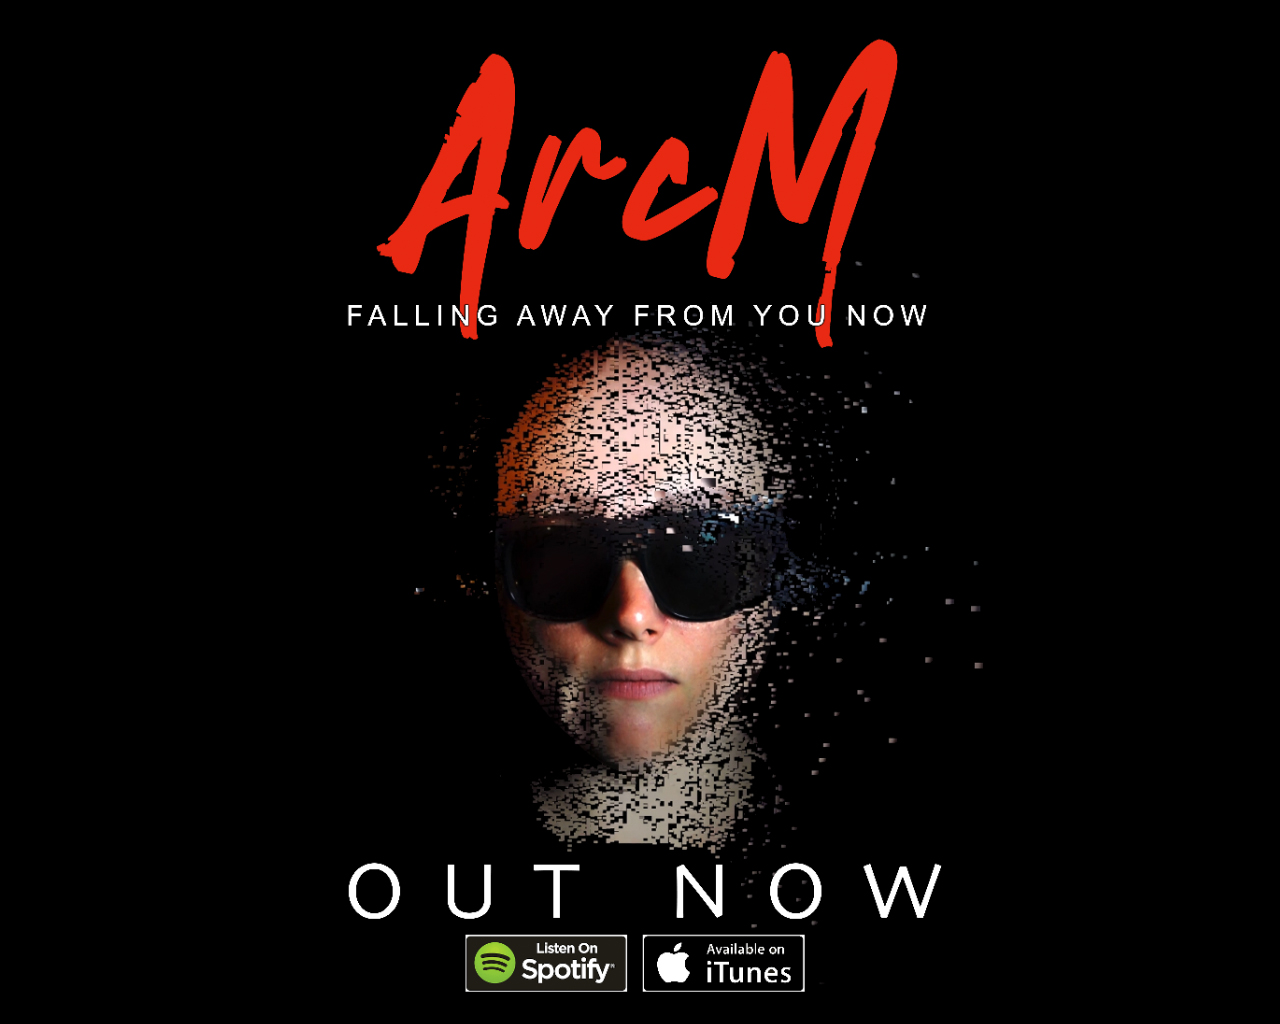 ArcM
FALLING AWAY FROM YOU NOW
OUT NOW
Listen On
Spotify
Available on
iTunes